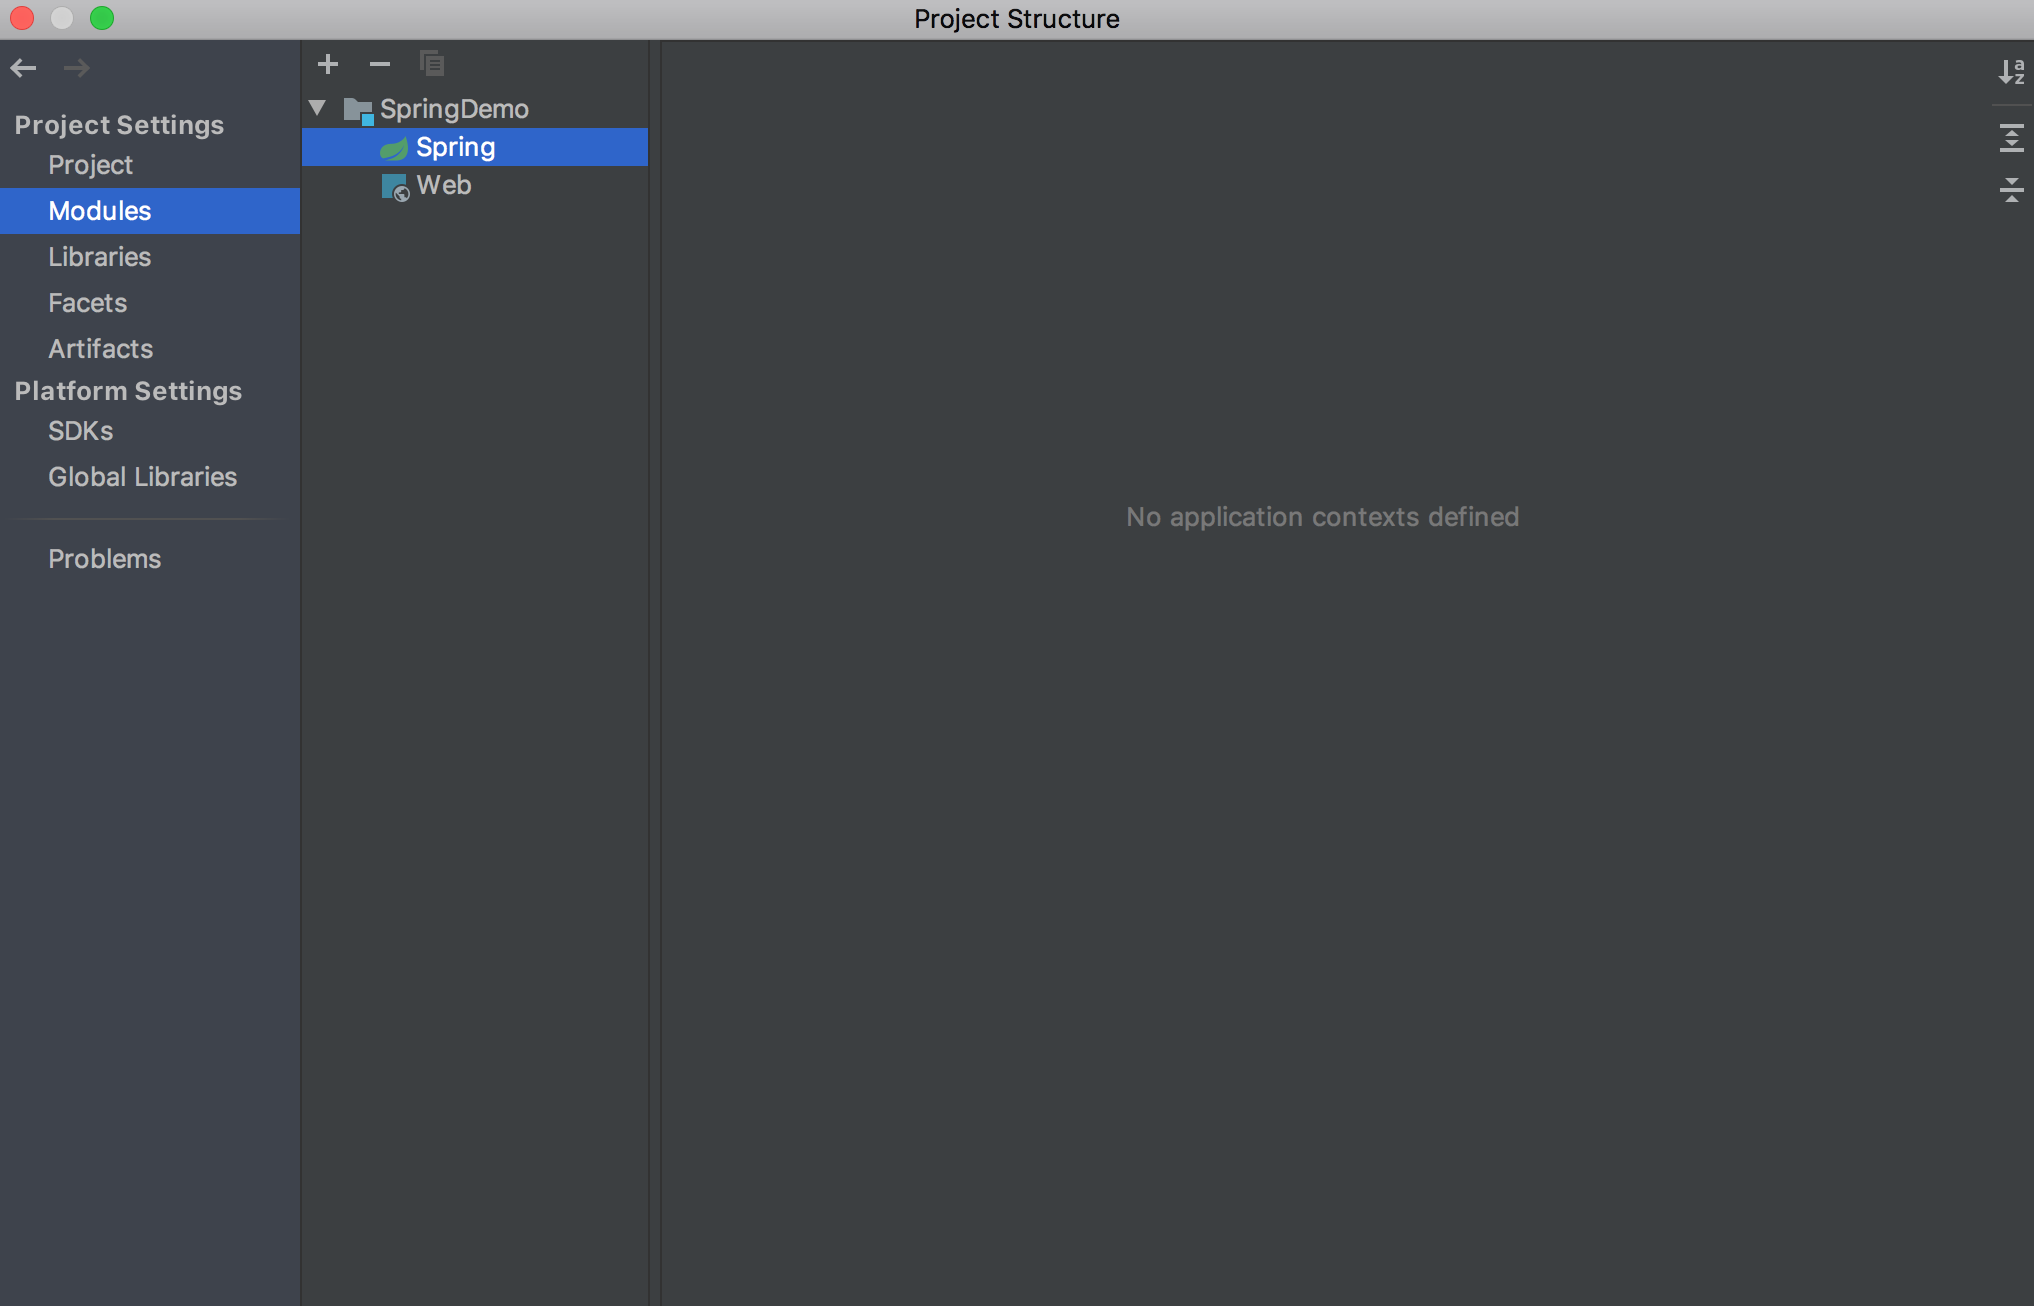 Project Structure
Project Settings
Project
Modules
Libraries
Facets
Artifacts
Platform Settings
SDKs
Global Libraries
Problems
SpringDemo
Spring
Web
No application contexts defined
a
z